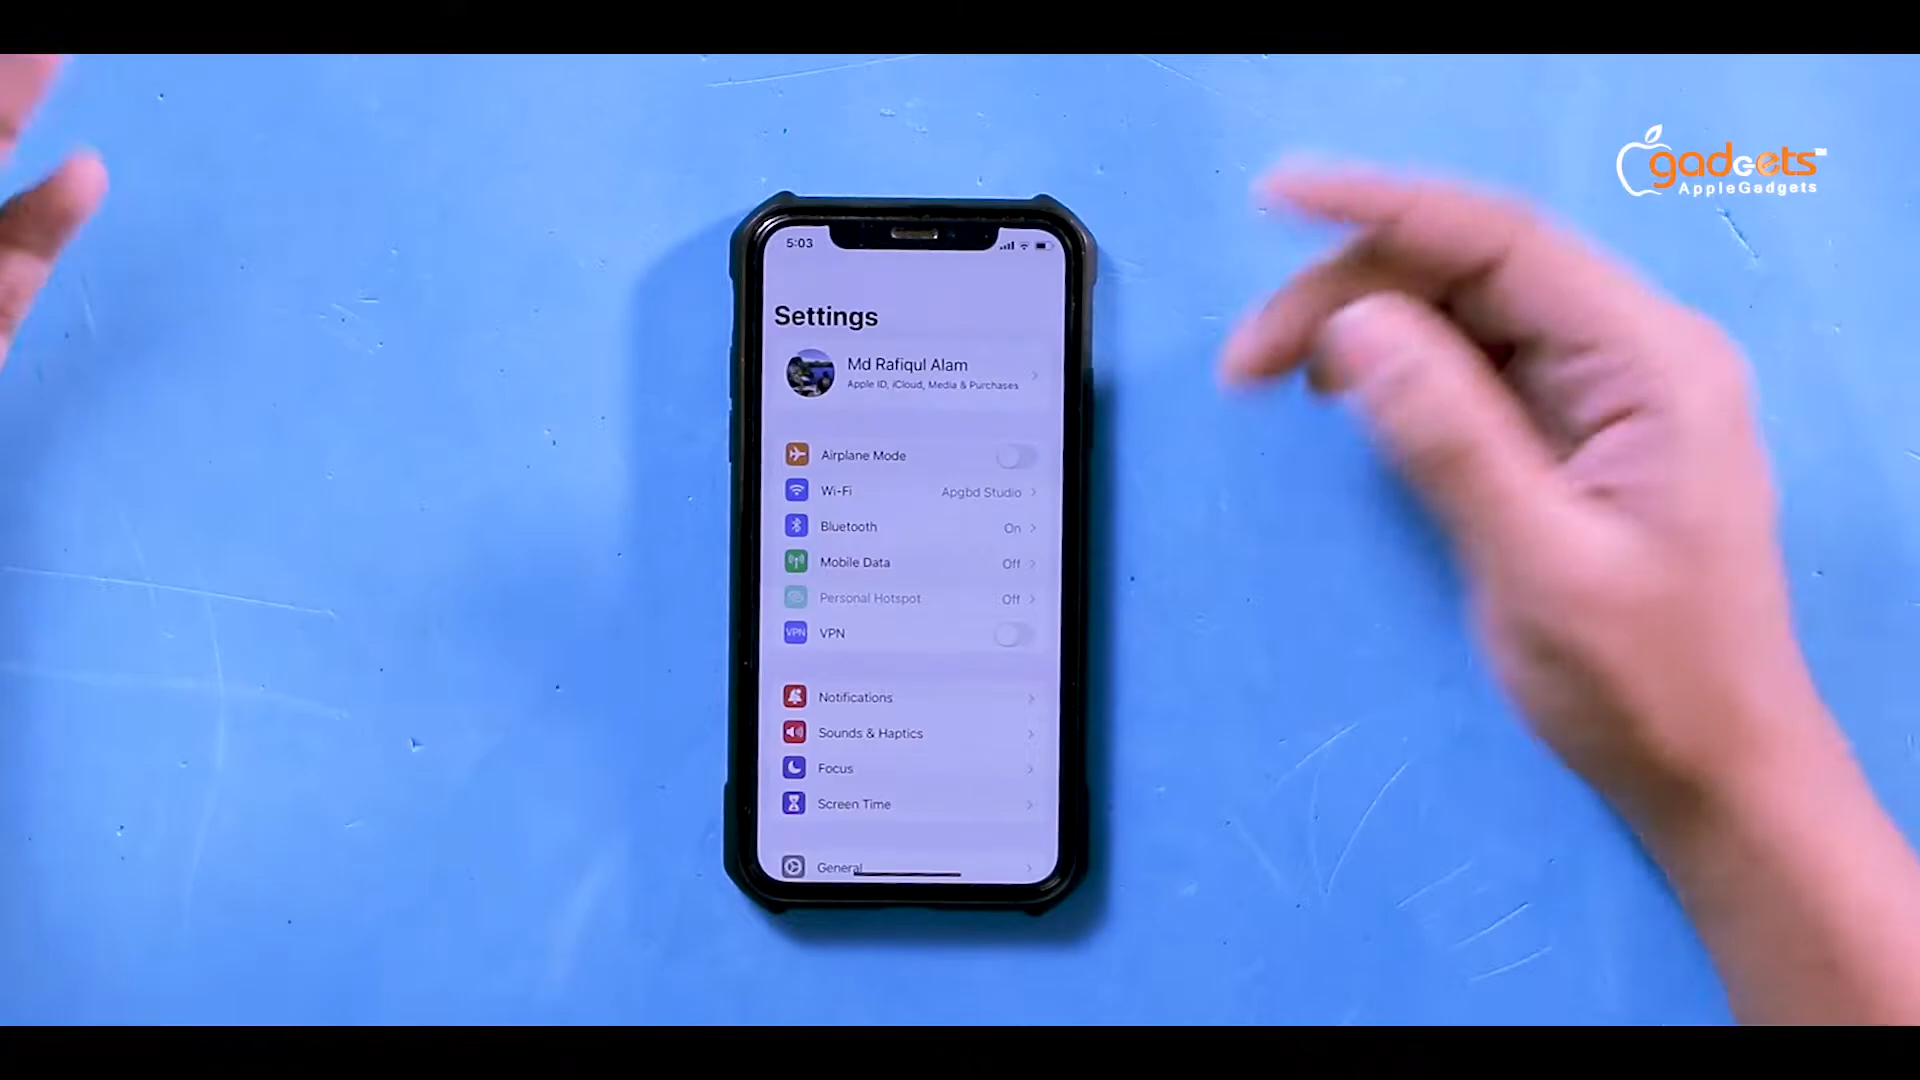 gadgets™
AppleGadgets
5:03
Settings
Md Rafiqul Alam
Apple ID, iCloud, Media & Purchases
Airplane Mode
Wi-Fi Apgbd Studio
Bluetooth On
Mobile Data Off
Personal Hotspot Off
VPN VPN
Notifications
Sounds & Haptics
Focus
Screen Time
General